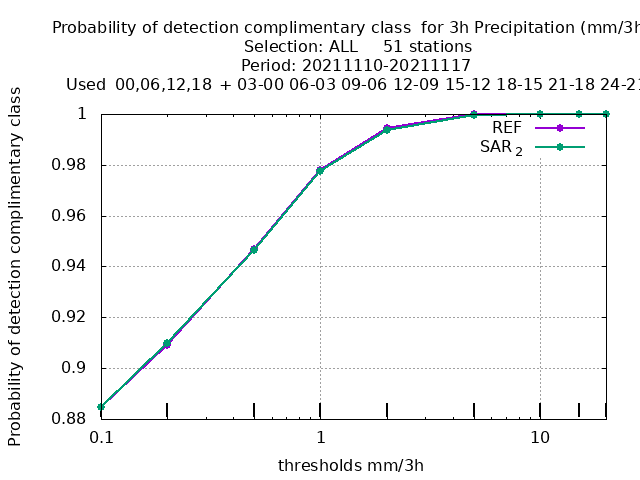 Probability of detection complimentary class  for 3h Precipitation (mm/3h
Selection: ALL     51 stations
Period: 20211110-20211117
Used  00,06,12,18  + 03-00 06-03 09-06 12-09 15-12 18-15 21-18 24-21
Probability of detection complimentary class
1
0.98
0.96
0.94
0.92
0.9
0.88
REF
SAR 2
0.1
1
10
thresholds mm/3h